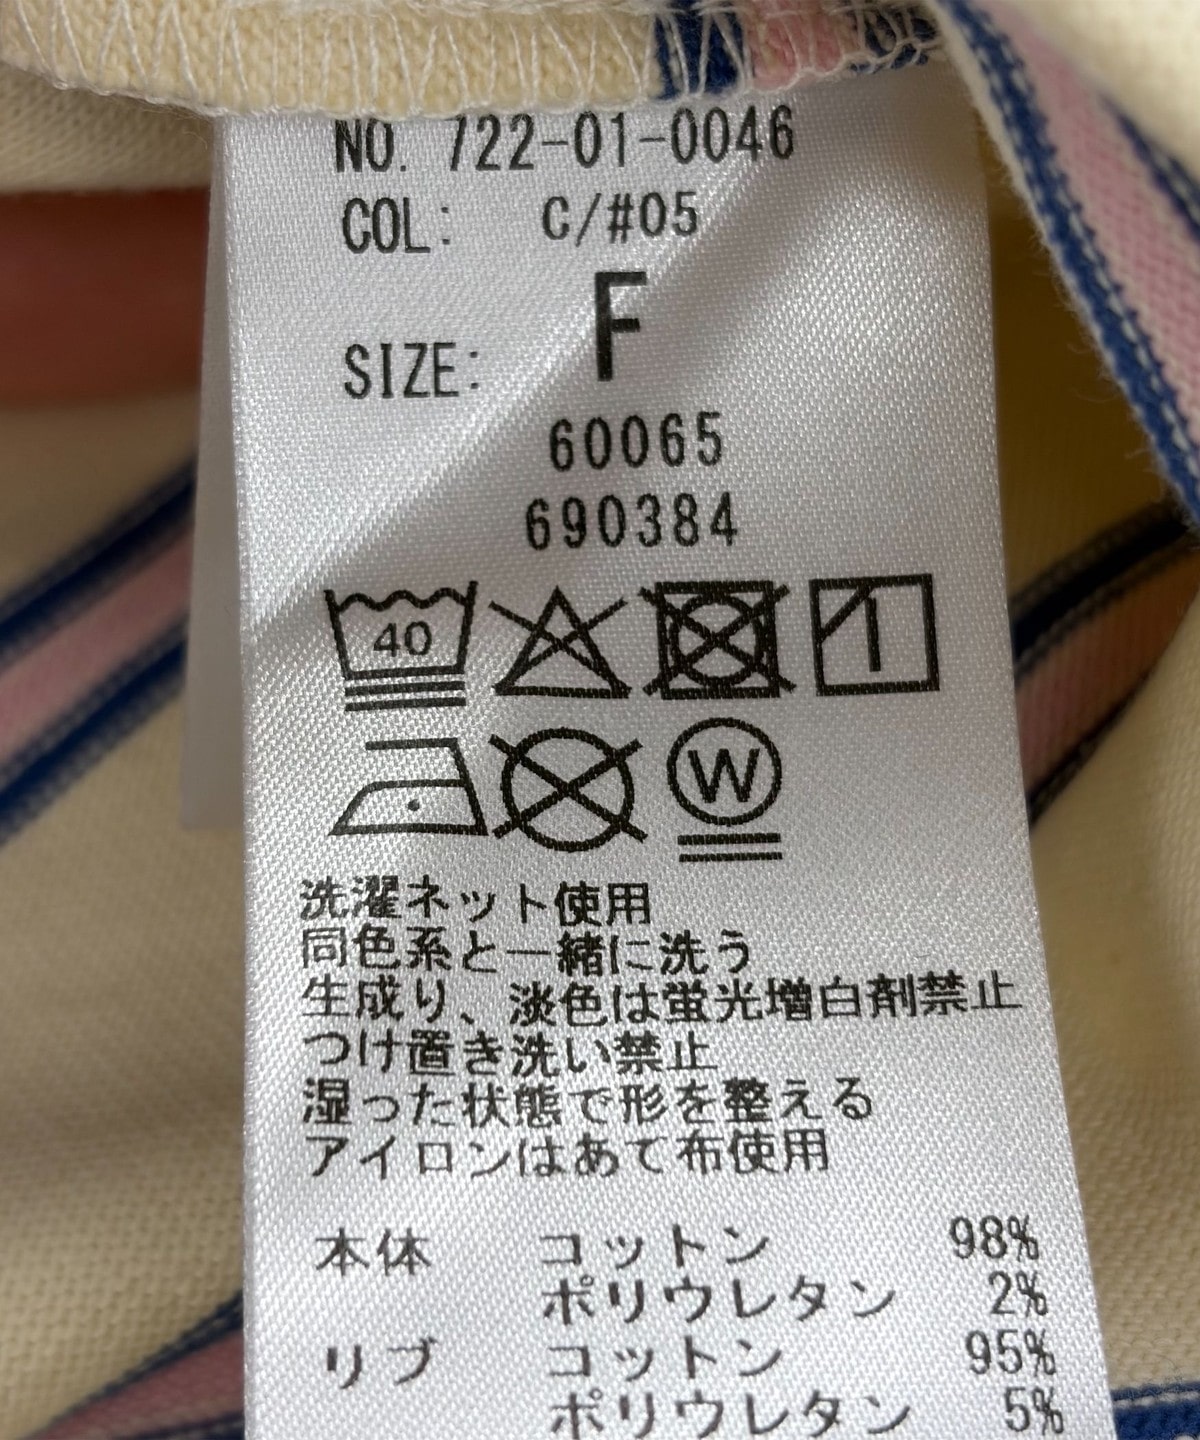 NO. 722-01-0046
COL: C/#05
SIZE: F
60065
690384
40
W
洗濯ネット使用
同色系と一緒に洗う
生成り、淡色は蛍光増白剤禁止
つけ置き洗い禁止
湿った状態で形を整える
アイロンはあて布使用
本体 コットン 98%
ポリウレタン 2%
リブ コットン 95%
ポリウレタン 5%